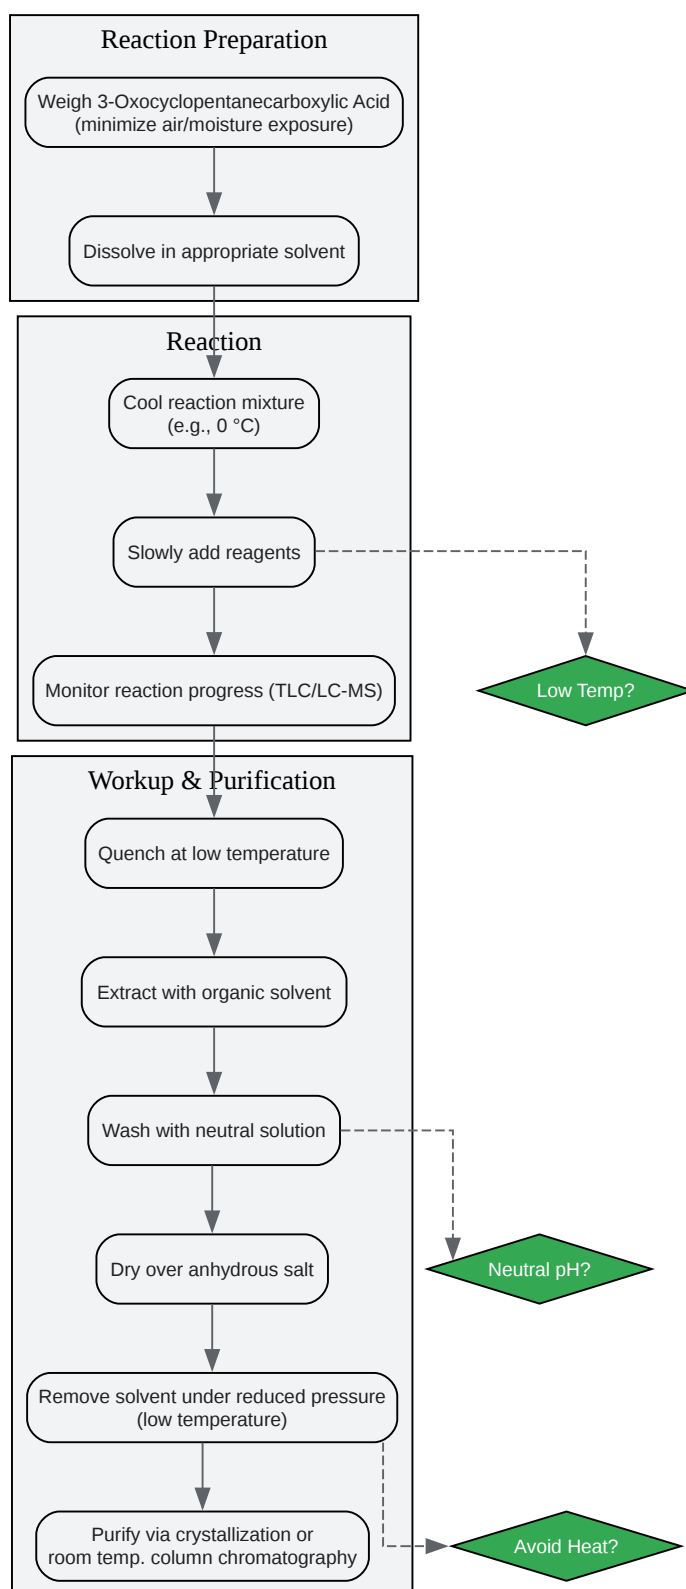 Reaction Preparation
Weigh 3-Oxocyclopentanecarboxylic Acid
(minimize air/moisture exposure)
Dissolve in appropriate solvent
Reaction
Cool reaction mixture
(e.g., 0 °C)
Slowly add reagents
Monitor reaction progress (TLC/LC-MS)
Low Temp?
Workup & Purification
Quench at low temperature
Extract with organic solvent
Wash with neutral solution
Dry over anhydrous salt
Neutral pH?
Remove solvent under reduced pressure
(low temperature)
Purify via crystallization or
room temp. column chromatography
Avoid Heat?